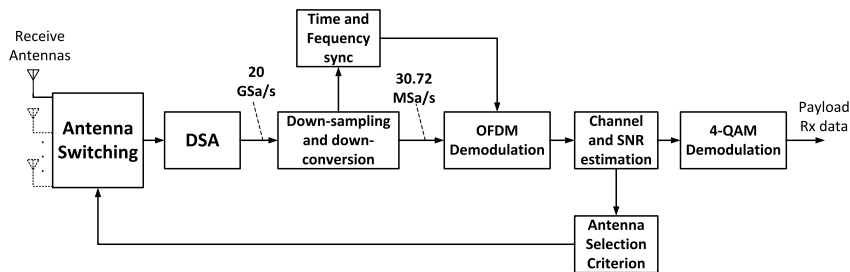 Receive
Antennas
Antenna
Switching
DSA
20
GSa/s
Down-sampling
and down-
conversion
Time and
Fequency
sync
30.72
MSa/s
OFDM
Demodulation
Channel
and SNR
estimation
4-QAM
Demodulation
Payload
Rx data
Antenna
Selection
Criterion